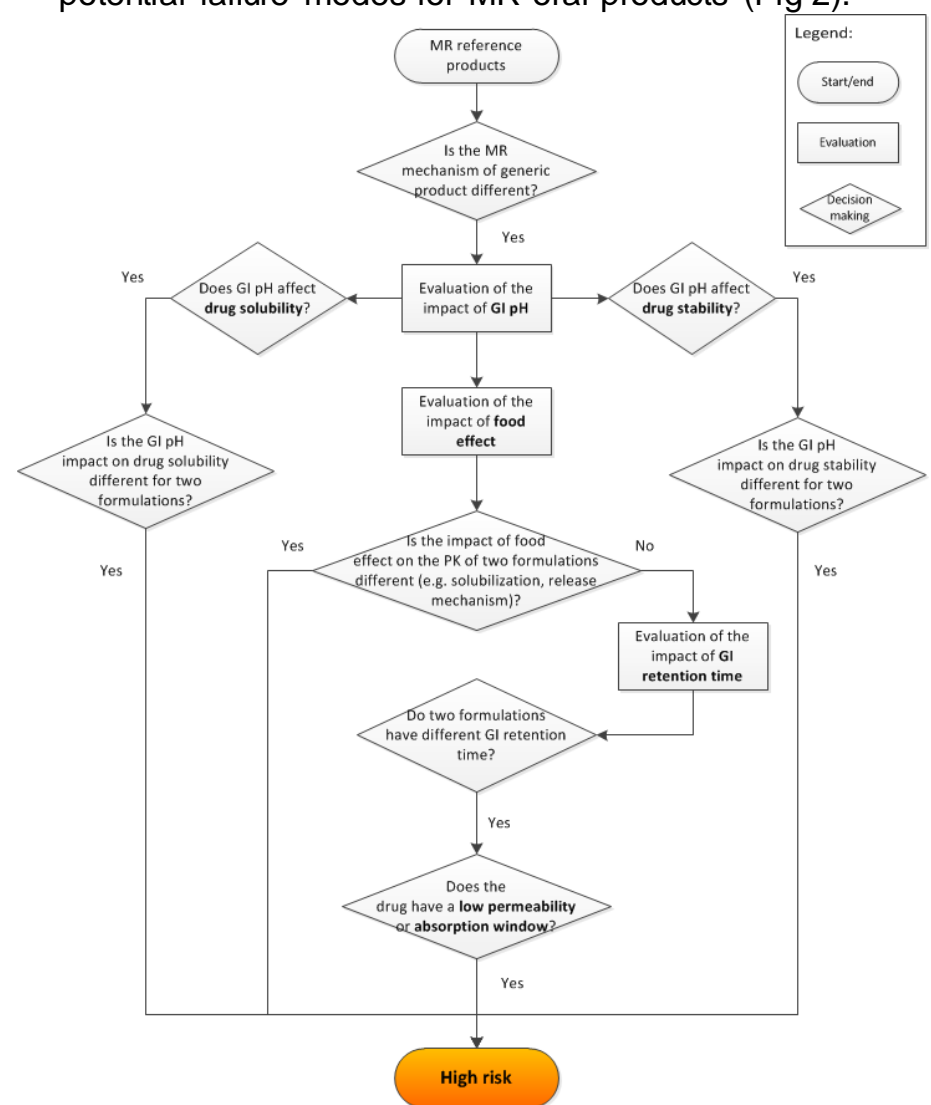 potential failure modes for MR oral products (Fig 2).
MR reference
products
Legend:
Start/end
Evaluation
Decision
making
Is the MR
mechanism of generic
product different?
Yes
Yes
Does GI pH affect
drug solubility?
Evaluation of the
impact of GI pH
Does GI pH affect
drug stability?
Yes
Evaluation of the
impact of food
effect
Is the GI pH
impact on drug solubility
different for two
formulations?
Is the GI pH
impact on drug stability
different for two
formulations?
Yes
Is the impact of food
effect on the PK of two formulations
different (e.g. solubilization, release
mechanism)?
No
Yes
Yes
Evaluation of the
impact of GI
retention time
Do two formulations
have different GI retention
time?
Yes
Does the
drug have a low permeability
or absorption window?
Yes
High risk